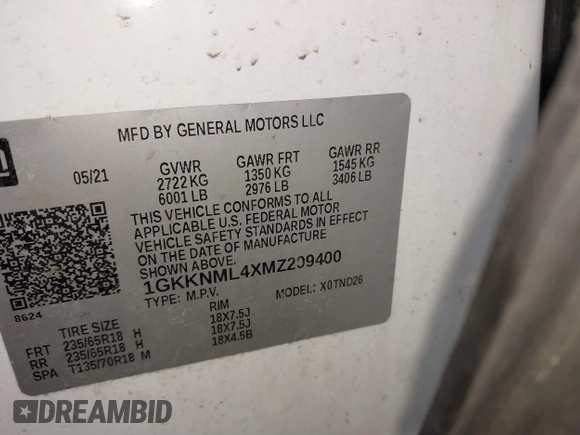 MFD BY GENERAL MOTORS LLC
05/21
GVWR
2722 KG
6001 LB
GAWR FRT
1350 KG
2976 LB
GAWR RR
1545 KG
3406 LB
THIS VEHICLE CONFORMS TO ALL
APPLICABLE U.S. FEDERAL MOTOR
VEHICLE SAFETY STANDARDS IN EFFECT
ON THE DATE OF MANUFACTURE
SHOWN ABOVE.
1GKKNML4XMZ209400
TYPE: M.P.V.
MODEL: X0TND26
8624
TIRE SIZE
RIM
FRT 235/65R18 H 18X7.5J
RR 235/65R18 H 18X7.5J
SPA T135/70R18 M 18X4.5B
DREAMBID